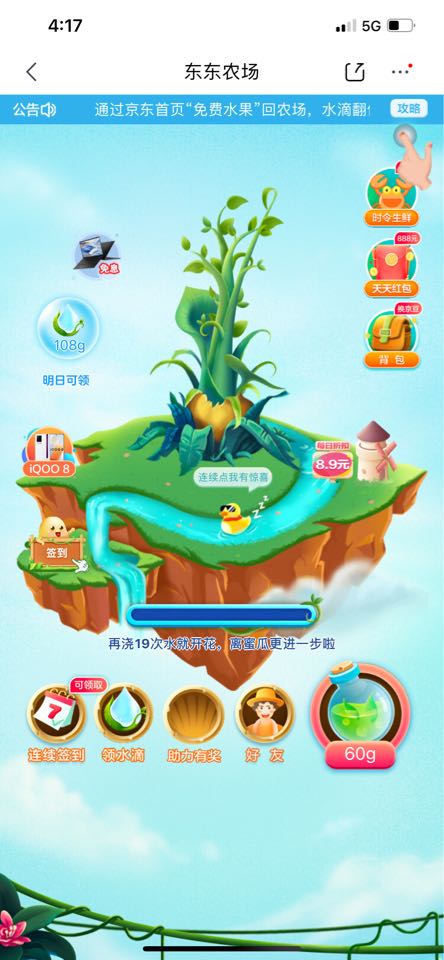 4:17
5G
东东农场
公告
通过京东首页“免费水果”回农场，水滴翻
攻略
时令生鲜
888元
天天红包
换京豆
背包
免息
108g
明日可领
iQOO 8
每日折扣
8.9元
连续点我有惊喜
zzz
签到
再浇19次水就开花，离蜜瓜更进一步啦
可领取
7
连续签到
领水滴
助力有奖
好友
60g